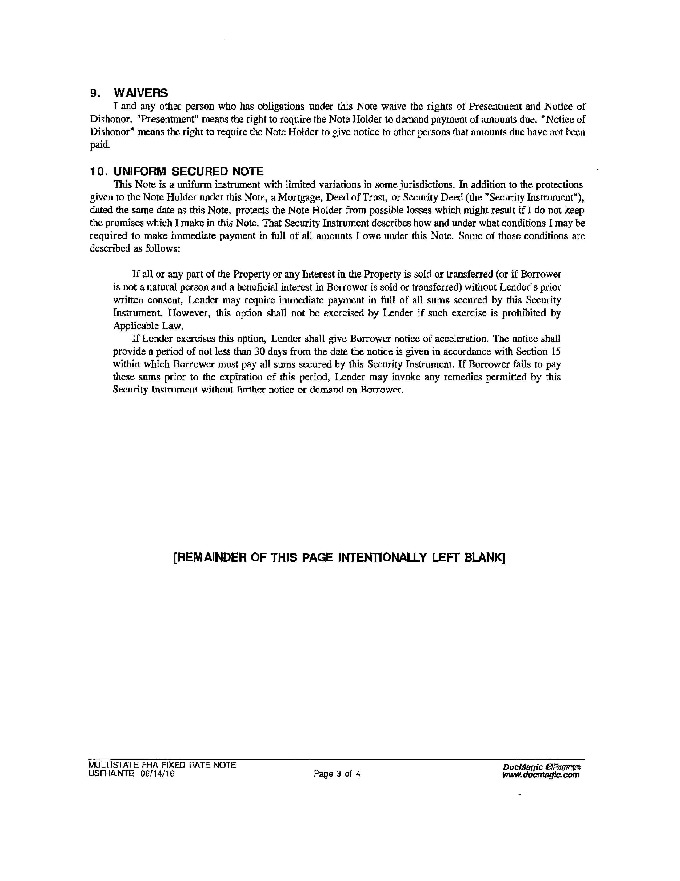 9. WAIVERS
I and any other person who has obligations under this Note waive the rights of Presentment and Notice of
Dishonor. "Presentment" means the right to require the Note Holder to demand payment of amounts due. "Notice of
Dishonor" means the right to require the Note Holder to give notice to other persons that amounts due have not been
paid.
10. UNIFORM SECURED NOTE
This Note is a uniform instrument with limited variations in some jurisdictions. In addition to the protections
given to the Note Holder under this Note, a Mortgage, Deed of Trust, or Security Deed (the "Security Instrument"),
dated the same date as this Note, protects the Note Holder from possible losses which might result if I do not keep
the promises which I make in this Note. That Security Instrument describes how and under what conditions I may be
required to make immediate payment in full of all amounts I owe under this Note. Some of those conditions are
described as follows:
If all or any part of the Property or any Interest in the Property is sold or transferred (or if Borrower
is not a natural person and a beneficial interest in Borrower is sold or transferred) without Lender's prior
written consent, Lender may require immediate payment in full of all sums secured by this Security
Instrument. However, this option shall not be exercised by Lender if such exercise is prohibited by
Applicable Law.
If Lender exercises this option, Lender shall give Borrower notice of acceleration. The notice shall
provide a period of not less than 30 days from the date the notice is given in accordance with Section 15
within which Borrower must pay all sums secured by this Security Instrument. If Borrower fails to pay
these sums prior to the expiration of this period, Lender may invoke any remedies permitted by this
Security Instrument without further notice or demand on Borrower.
[REMAINDER OF THIS PAGE INTENTIONALLY LEFT BLANK]
MULTISTATE FHA FIXED RATE NOTE
Page 3 of 4
DocMagic
www.docmagic.com